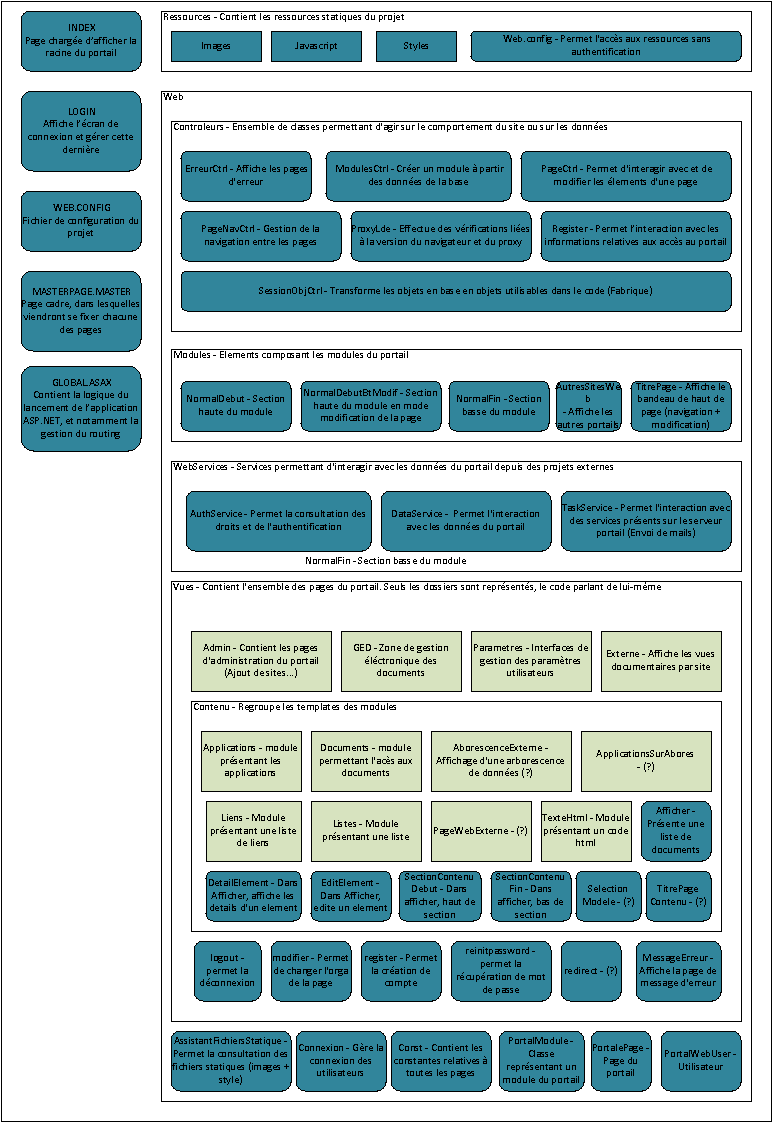 INDEX
Page chargée d'afficher la
racine du portail
LOGIN
Affiche l'écran de
connexion et gérer cette
dernière
WEB.CONFIG
Fichier de configuration du
projet
MASTERPAGE.MASTER
Page cadre, dans lesquelles
viendront se fixer chacune
des pages
GLOBAL.ASAX
Contient la logique du
lancement de l'application
ASP.NET, et notamment la
gestion du routing
Ressources - Contient les ressources statiques du projet
Images
Javascript
Styles
Web.config - Permet l'accès aux ressources sans
authentification
Web
Controleurs - Ensemble de classes permettant d'agir sur le comportement du site ou sur les données
ErreurCtrl - Affiche les pages
d'erreur
ModulesCtrl - Créer un module à partir
des données de la base
PageCtrl - Permet d'interagir avec et de
modifier les élements d'une page
PageNavCtrl - Gestion de la
navigation entre les pages
ProxyLde - Effectue des vérifications liées
à la version du navigateur et du proxy
Register - Permet l'interaction avec les
informations relatives aux accès au portail
SessionObjCtrl - Transforme les objets en base en objets utilisables dans le code (Fabrique)
Modules - Elements composant les modules du portail
NormalDebut - Section
haute du module
NormalDebutEtModif - Section
haute du module en mode
modification de la page
NormalFin - Section
basse du module
AutresSitesWe
b
- Affiche les
autres portails
TitrePage - Affiche le
bandeau de haut de
page (navigation +
modification)
WebServices - Services permettant d'interagir avec les données du portail depuis des projets externes
AuthService - Permet la consultation des
droits et de l'authentification
DataService - Permet l'interaction
avec les données du portail
TaskService - Permet l'interaction avec
des services présents sur le serveur
portail (Envoi de mails)
NormalFin - Section basse du module
Vues - Contient l'ensemble des pages du portail. Seuls les dossiers sont représentés, le code parlant de lui-même
Admin - Contient les pages
d'administration du portail
(Ajout de sites...)
GED - Zone de gestion
éléctronique des
documents
Parametres - Interfaces de
gestion des paramètres
utilisateurs
Externe - Affiche les vues
documentaires par site
Contenu - Regroupe les templates des modules
Applications - module
présentant les
applications
Documents - module
permettant l'acès aux
documents
AborescenceExterne -
Affichage d'une arborescence
de données (?)
ApplicationsSurAbores
- (?)
Liens - Module
présentant une liste
de liens
Listes - Module
présentant une liste
PageWebExterne - (?)
TexteHtml - Module
présentant un code
html
Afficher -
Présente une
liste de
documents
DetailElement - Dans
Afficher, affiche les
details d'un element
EditElement -
Dans Afficher,
edite un element
SectionContenu
Debut - Dans
afficher, haut de
section
SectionContenu
Fin - Dans
afficher, bas de
section
Selection
Modele - (?)
TitrePage
Contenu - (?)
logout -
permet la
déconnexion
modifier - Permet
de changer l'orga
de la page
register - Permet
la création de
compte
reinitpassword -
permet la
récupération de mot
de passe
redirect - (?)
MessageErreur -
Affiche la page de
message d'erreur
AssistantFichiersStatique -
Permet la consultation des
fichiers statiques (images +
style)
Connexion - Gère la
connexion des
utilisateurs
Const - Contient les
constantes relatives à
toutes les pages
PortalModule -
Classe
représentant un
module du portail
PortalePage -
Page du
portail
PortalWebUser -
Utilisateur